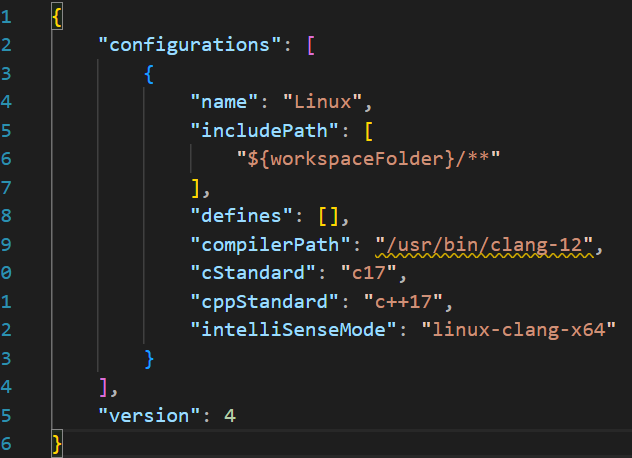 1 {
2 "configurations": [
3 {
4 "name": "Linux",
5 "includePath": [
6 "${workspaceFolder}/**"
7 ],
8 "defines": [],
9 "compilerPath": "/usr/bin/clang-12",
0 "cStandard": "c17",
1 "cppStandard": "c++17",
2 "intelliSenseMode": "linux-clang-x64"
3 }
4 ],
5 "version": 4
6 }